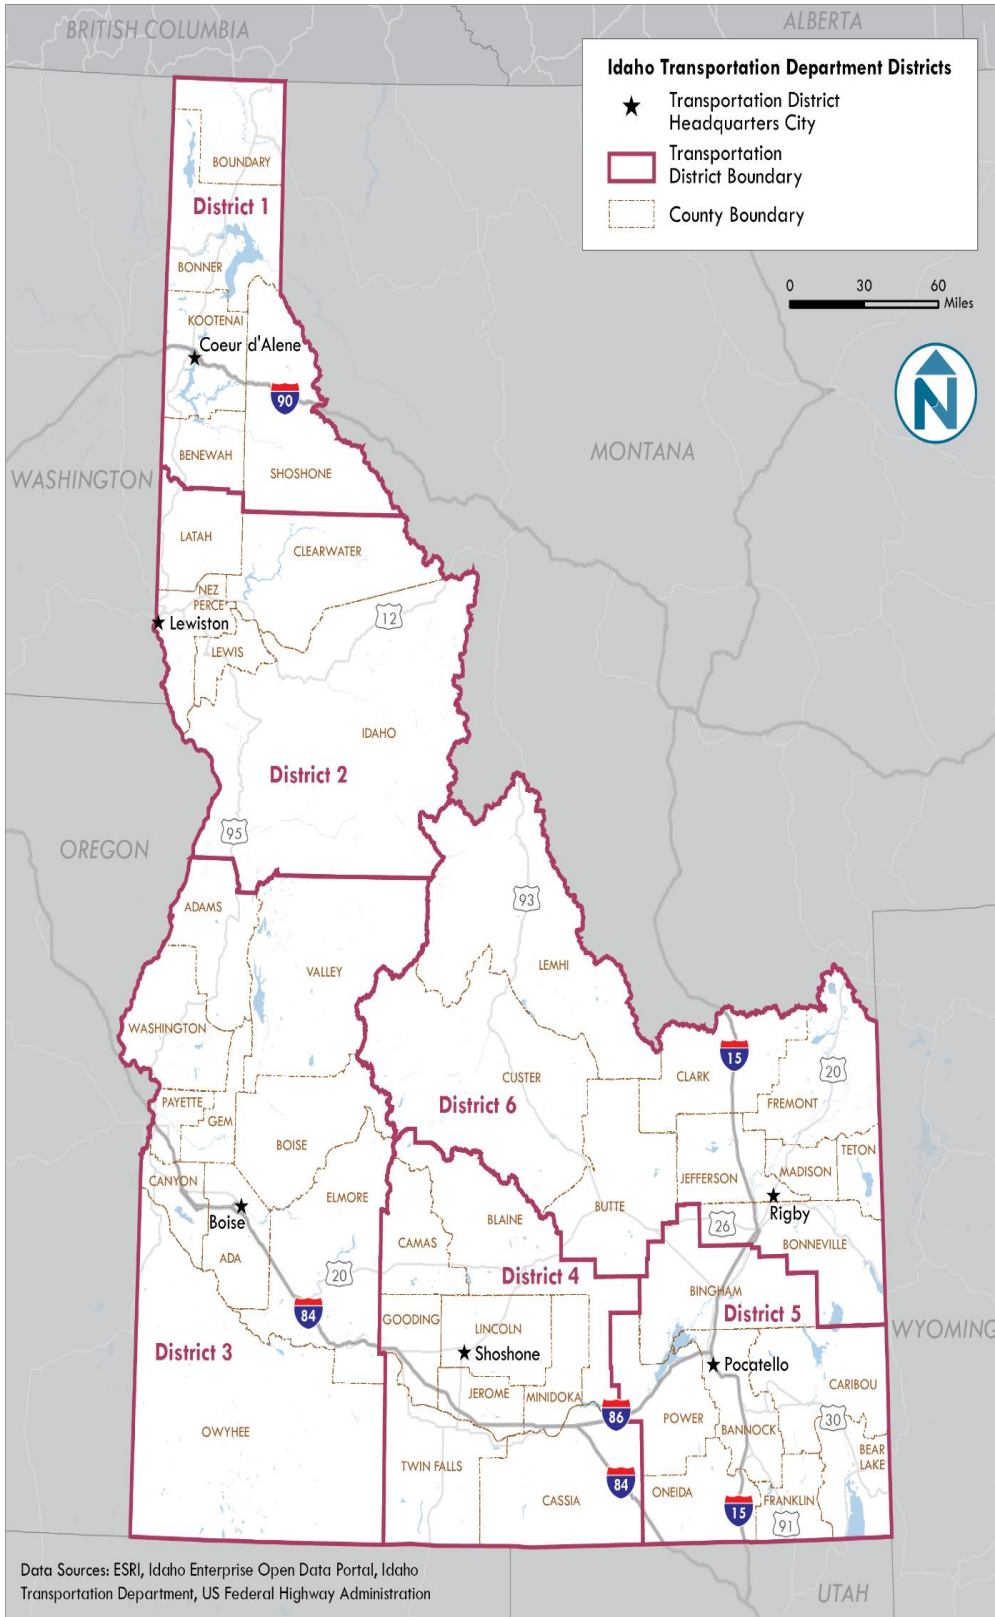 BRITISH COLUMBIA
ALBERTA
Idaho Transportation Department Districts
Transportation District
Headquarters City
Transportation
District Boundary
County Boundary
0 30 60
Miles
N
BOUNDARY
District 1
BONNER
KOOTENAI
Coeur d'Alene
90
MONTANA
WASHINGTON
BENEWAH
SHOSHONE
LATAH
CLEARWATER
NEZ
PERCE
12
Lewiston
LEWIS
IDAHO
District 2
95
OREGON
93
ADAMS
LEMHI
VALLEY
WASHINGTON
15
CLARK
20
CUSTER
District 6
PAYETTE
GEM
FREMONT
BOISE
TETON
MADISON
JEFFERSON
CANYON
ELMORE
Rigby
BUTTE
Boise
BLAINE
26
CAMAS
BONNEVILLE
ADA
20
District 4
BINGHAM
84
District 5
GOODING
LINCOLN
WYOMING
District 3
Shoshone
Pocatello
CARIBOU
JEROME
MINIDOKA
86
POWER
30
BANNOCK
OWYHEE
BEAR
LAKE
TWIN FALLS
84
ONEIDA
CASSIA
FRANKLIN
15
91
Data Sources: ESRI, Idaho Enterprise Open Data Portal, Idaho
Transportation Department, US Federal Highway Administration
UTAH